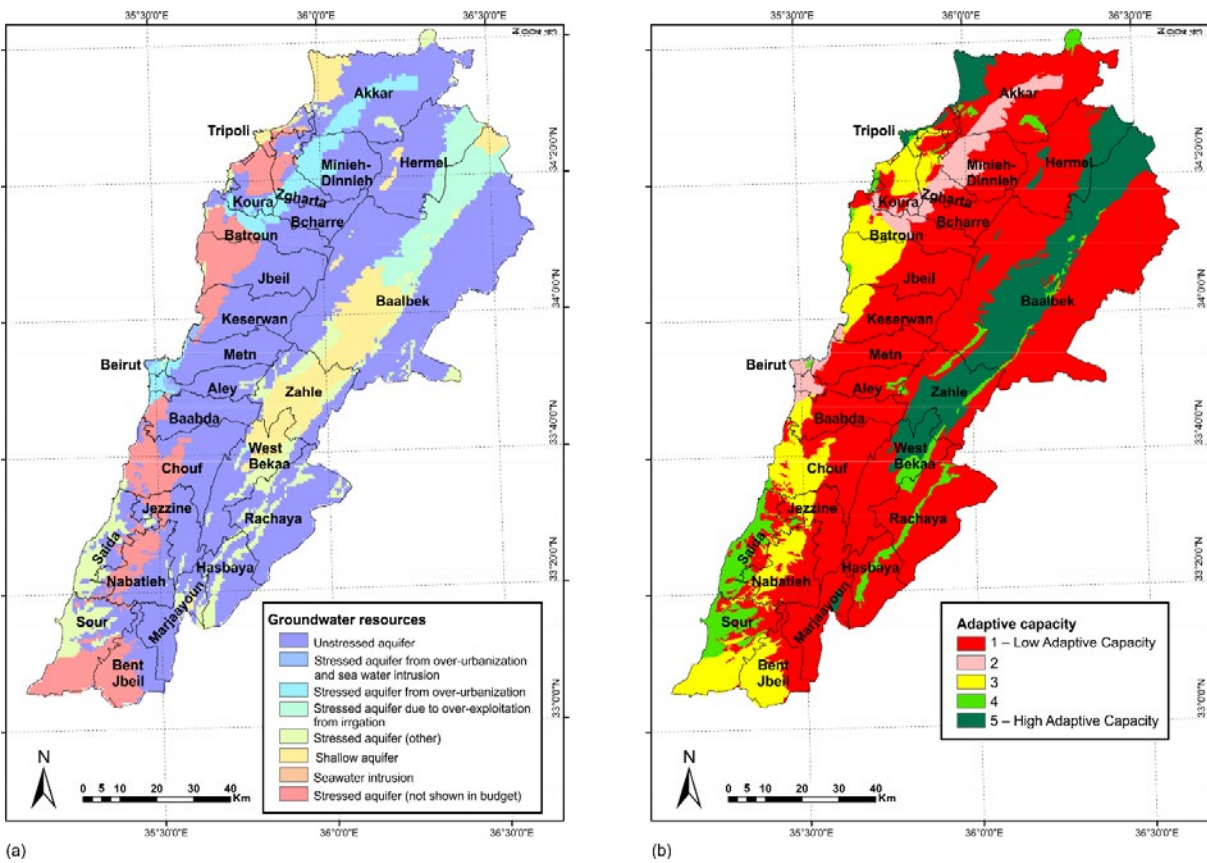 35°30'0"E 36°0'0"E 36°30'0"E
Akkar
Tripoli
Minieh-
Dinnieh
Hermel
Koura
Zgharta
Bcharre
Batroun
Jbeil
Baalbek
Keserwan
Metn
Beirut
Aley
Zahle
Baabda
West
Bekaa
Chouf
Jezzine
Rachaya
Saida
Hasbaya
Nabatieh
Marjaayoun
Sour
Bent
Jbeil
34°20'0"N
34°0'0"N
33°40'0"N
33°20'0"N
33°0'0"N
Groundwater resources
Unstressed aquifer
Stressed aquifer from over-urbanization
and sea water intrusion
Stressed aquifer from over-urbanization
Stressed aquifer due to over-exploitation
from irrgation
Stressed aquifer (other)
Shallow aquifer
Seawater intrusion
Stressed aquifer (not shown in budget)
N
0 5 10 20 30 40
Km
35°30'0"E 36°0'0"E 36°30'0"E
(a)
35°30'0"E 36°0'0"E 36°30'0"E
Akkar
Tripoli
Minieh-
Dinnieh
Hermel
Koura
Zgharta
Bcharre
Batroun
Jbeil
Baalbek
Keserwan
Metn
Beirut
Aley
Zahle
Baabda
West
Bekaa
Chouf
Jezzine
Rachaya
Saida
Hasbaya
Nabatieh
Marjaayoun
Sour
Bent
Jbeil
34°20'0"N
34°0'0"N
33°40'0"N
33°20'0"N
33°0'0"N
Adaptive capacity
1 – Low Adaptive Capacity
2
3
4
5 – High Adaptive Capacity
N
0 5 10 20 30 40
Km
35°30'0"E 36°0'0"E 36°30'0"E
(b)